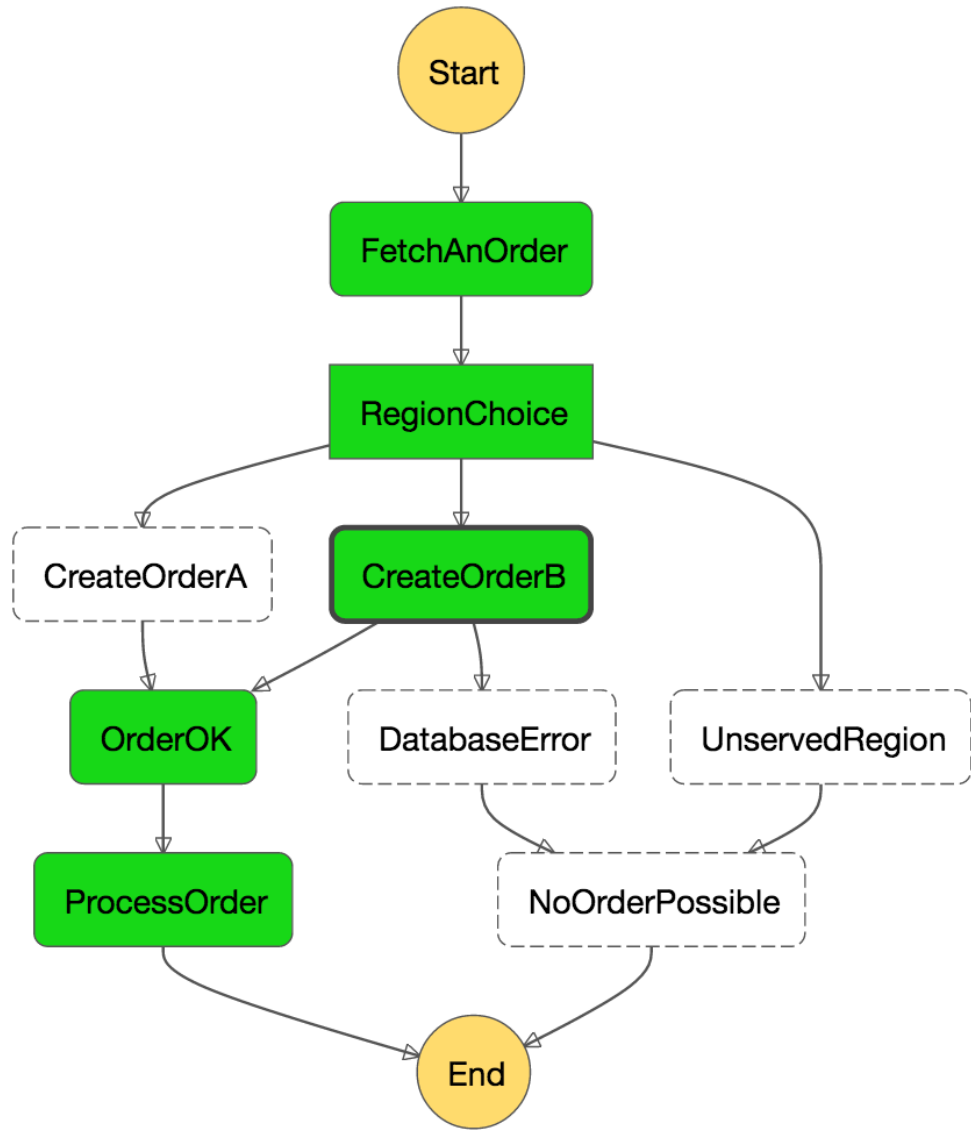 Start
FetchAnOrder
RegionChoice
CreateOrderA
CreateOrderB
OrderOK
DatabaseError
UnservedRegion
ProcessOrder
NoOrderPossible
End